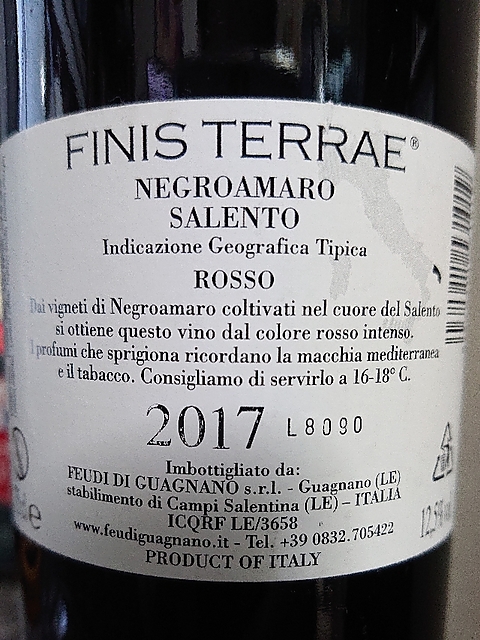 FINIS TERRAE®
NEGROAMARO
SALENTO
Indicazione Geografica Tipica
ROSSO
Dai vigneti di Negroamaro coltivati nel cuore del Salento
si ottiene questo vino dal colore rosso intenso.
I profumi che sprigiona ricordano la macchia mediterranea
e il tabacco. Consigliamo di servirlo a 16-18° C.
2017 L8090
Imbottigliato da:
FEUDI DI GUAGNANO s.r.l. - Guagnano (LE)
stabilimento di Campi Salentina (LE) – ITALIA
ICQRF LE/3658
www.feudiguagnano.it - Tel. +39 0832.705422
PRODUCT OF ITALY
e
12,5%